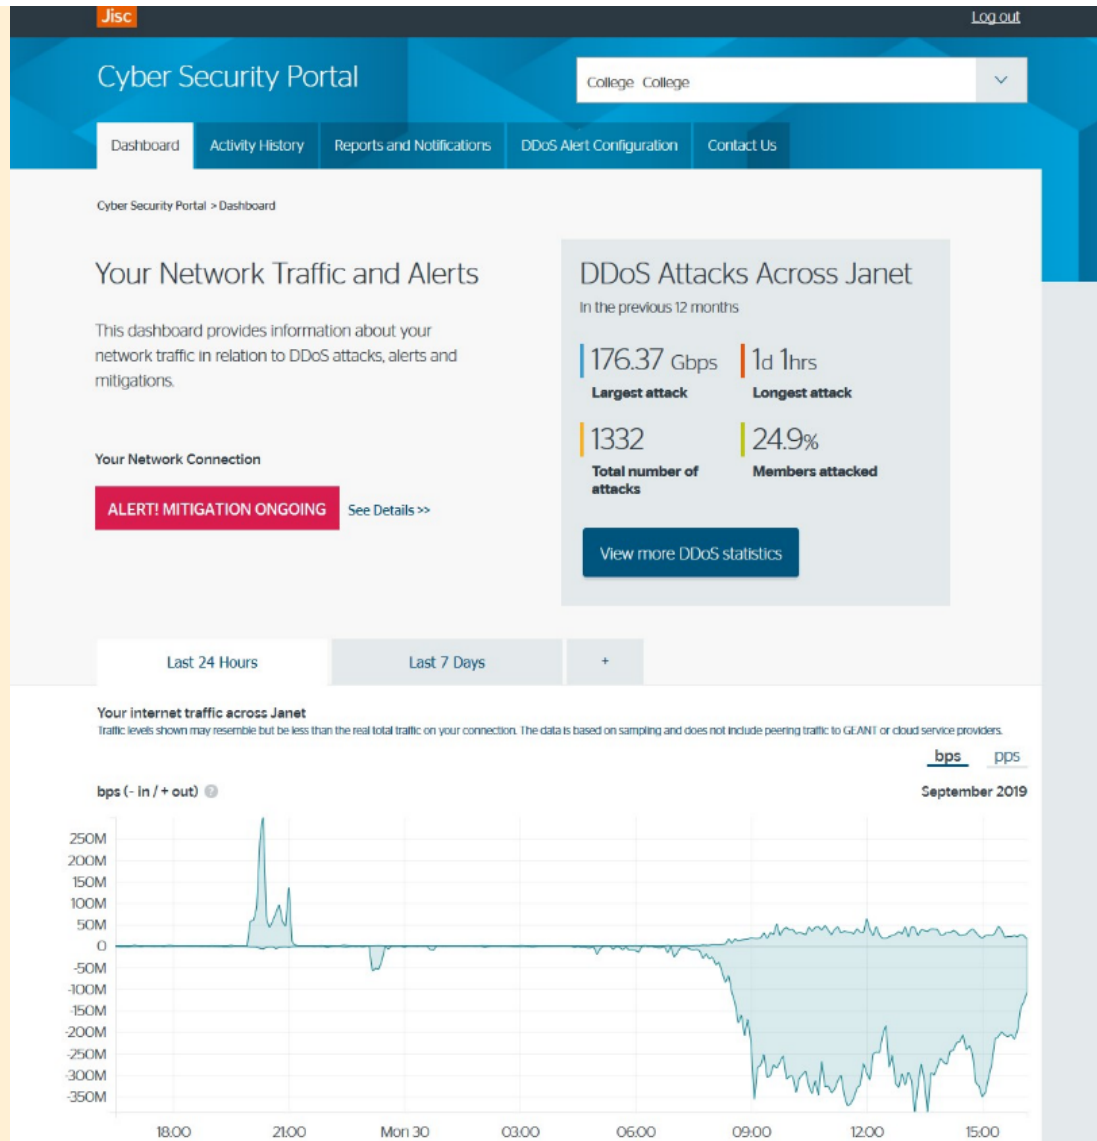 Jisc
Log out
Cyber Security Portal
College College
Dashboard
Activity History
Reports and Notifications
DDoS Alert Configuration
Contact Us
Cyber Security Portal > Dashboard
Your Network Traffic and Alerts
This dashboard provides information about your
network traffic in relation to DDoS attacks, alerts and
mitigations.
Your Network Connection
ALERT! MITIGATION ONGOING
See Details >>
DDoS Attacks Across Janet
In the previous 12 months
176.37 Gbps
Largest attack
1d 1hrs
Longest attack
1332
Total number of
attacks
24.9%
Members attacked
View more DDoS statistics
Last 24 Hours
Last 7 Days
+
Your internet traffic across Janet
Traffic levels shown may resemble but be less than the real total traffic on your connection. The data is based on sampling and does not include peering traffic to GEANT or cloud service providers.
bps
pps
bps (- in / + out) ?
September 2019
250M
200M
150M
100M
50M
0
-50M
-100M
-150M
-200M
-250M
-300M
-350M
18:00
21:00
Mon 30
03:00
06:00
09:00
12:00
15:00